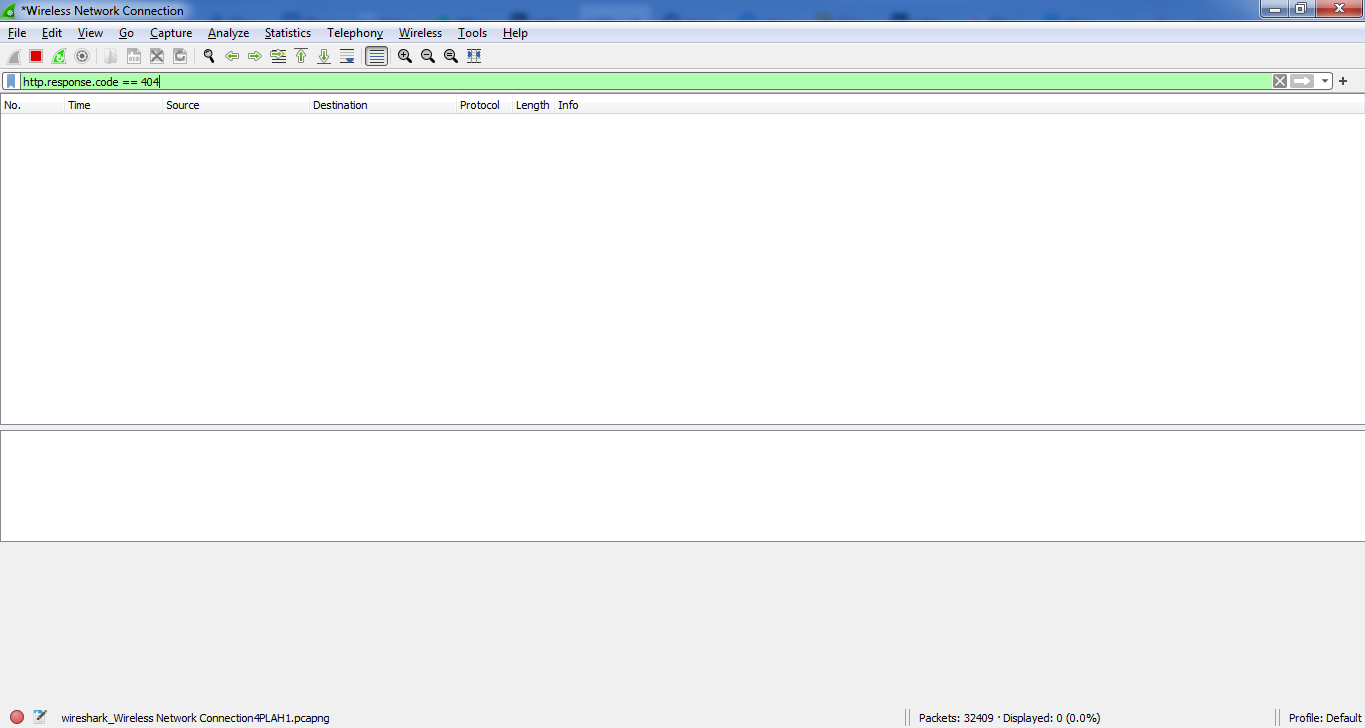 *Wireless Network Connection
File Edit View Go Capture Analyze Statistics Telephony Wireless Tools Help
http.response.code == 404
No. Time Source Destination Protocol Length Info
wireshark_Wireless Network Connection4PLAH1.pcapng Packets: 32409 · Displayed: 0 (0.0%) Profile: Default